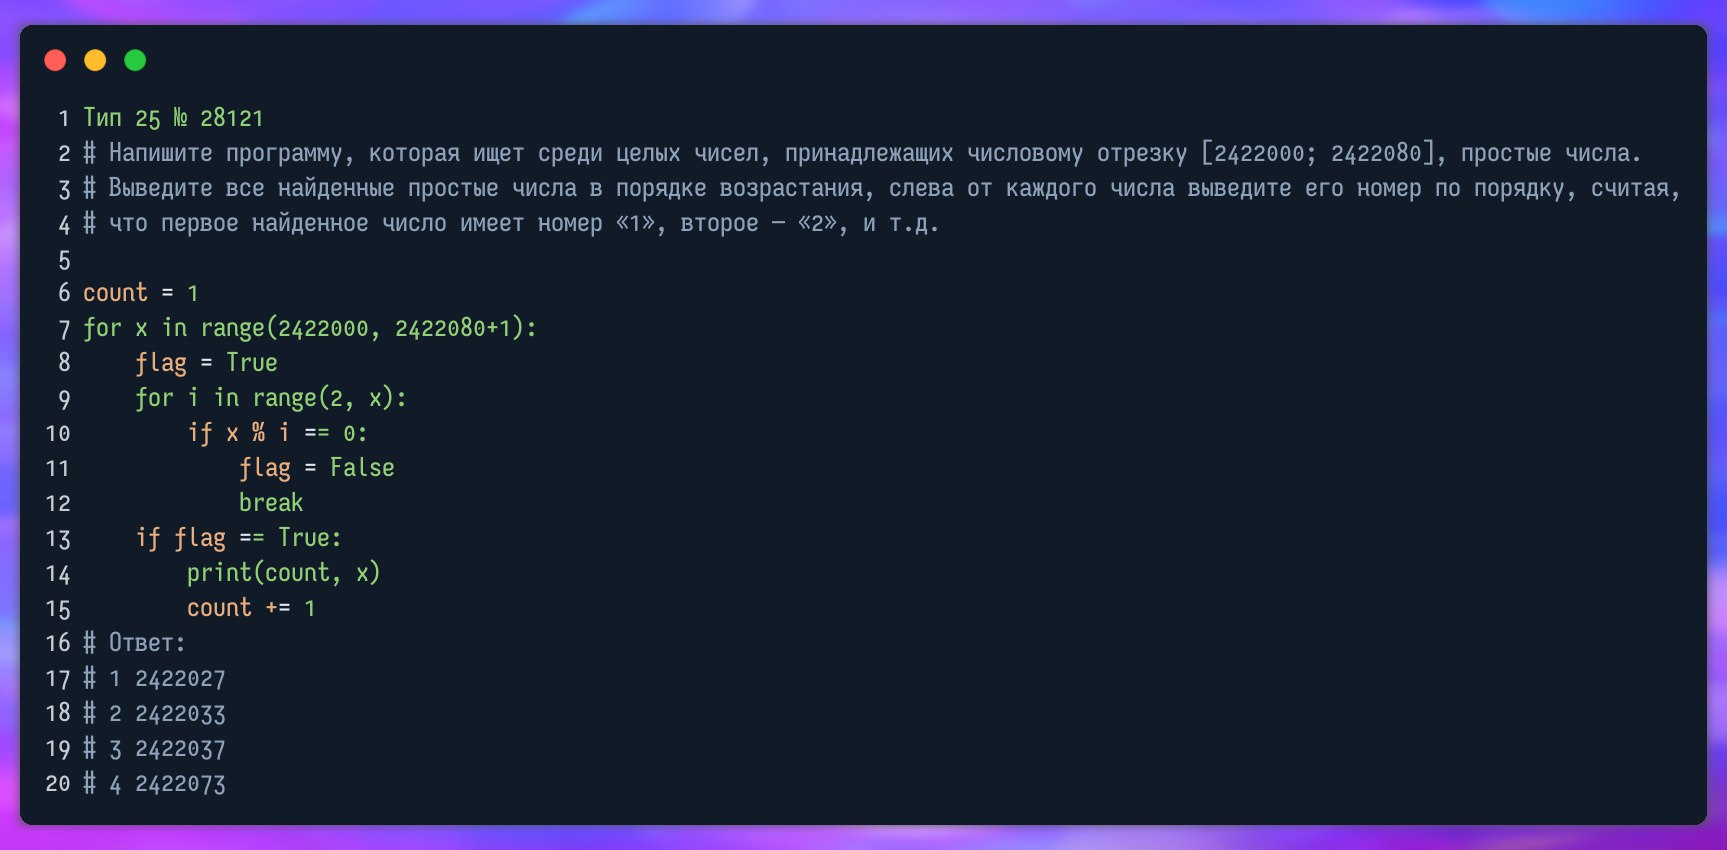 1 Тип 25 № 28121
2 # Напишите программу, которая ищет среди целых чисел, принадлежащих числовому отрезку [2422000; 2422080], простые числа.
3 # Выведите все найденные простые числа в порядке возрастания, слева от каждого числа выведите его номер по порядку, считая,
4 # что первое найденное число имеет номер «1», второе — «2», и т.д.
5
6 count = 1
7 for x in range(2422000, 2422080+1):
8     flag = True
9     for i in range(2, x):
10         if x % i == 0:
11             flag = False
12             break
13     if flag == True:
14         print(count, x)
15         count += 1
16 # Ответ:
17 # 1 2422027
18 # 2 2422033
19 # 3 2422037
20 # 4 2422073